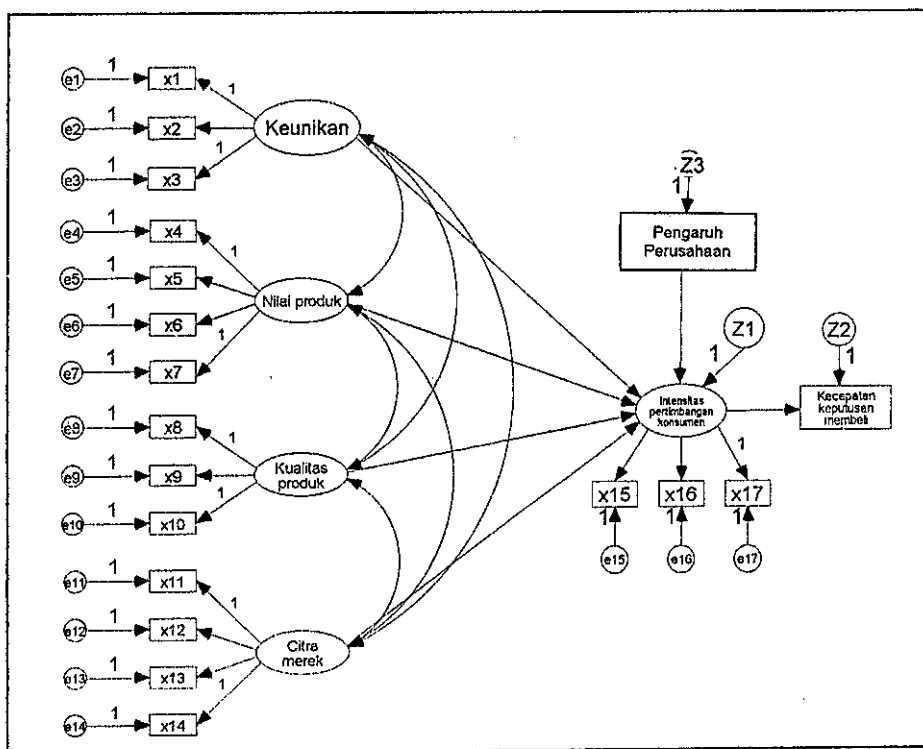 e1 1 x1 1
e2 1 x2
e3 1 x3 1
Keunikan
e4 1 x4 1
e5 1 x5
e6 1 x6
e7 1 x7 1
Nilai produk
e8 1 x8 1
e9 1 x9
e10 1 x10 1
Kualitas
produk
e11 1 x11 1
e12 1 x12
e13 1 x13
e14 1 x14 1
Citra
merek
Z3
1
Pengaruh
Perusahaan
Z1
1
Z2
1
Intensitas
pertimbangan
konsumen
Kecepatan
keputusan
membeli
1
x15 x16 x17
1 1 1
e15 e16 e17